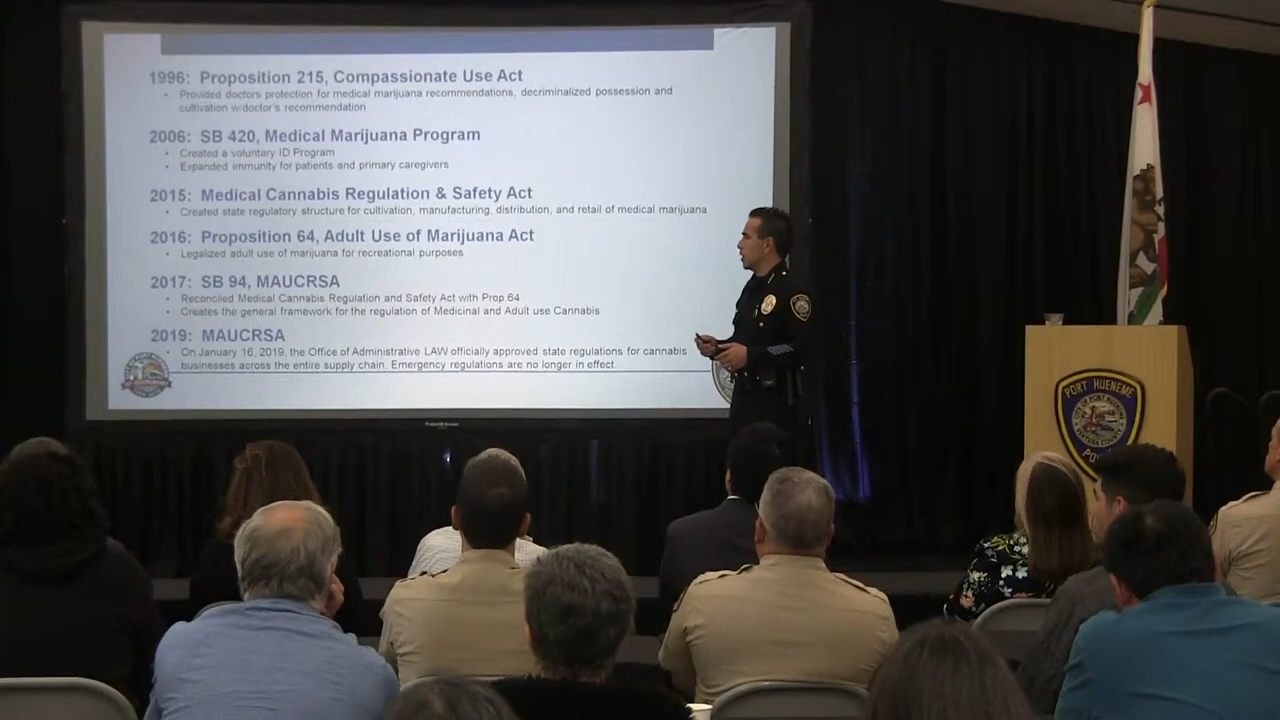 1996: Proposition 215, Compassionate Use Act
• Provided doctors protection for medical marijuana recommendations, decriminalized possession and
cultivation w/doctor's recommendation
2006: SB 420, Medical Marijuana Program
• Created a voluntary ID Program
• Expanded immunity for patients and primary caregivers
2015: Medical Cannabis Regulation & Safety Act
• Created state regulatory structure for cultivation, manufacturing, distribution, and retail of medical marijuana
2016: Proposition 64, Adult Use of Marijuana Act
• Legalized adult use of marijuana for recreational purposes
2017: SB 94, MAUCRSA
• Reconciled Medical Cannabis Regulation and Safety Act with Prop.64
• Creates the general framework for the regulation of Medicinal and Adult use Cannabis
2019: MAUCRSA
• On January 16, 2019, the Office of Administrative LAW officially approved state regulations for cannabis
businesses across the entire supply chain. Emergency regulations are no longer in effect.
PORT HUENEME
VENTURA COUNTY